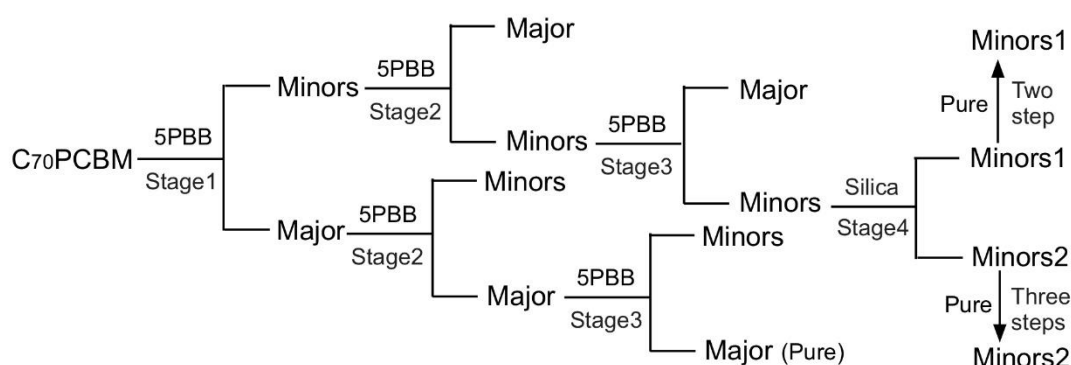 Major
Minors1
5PBB
Minors
Stage2
Major
Pure
Two
step
5PBB
5PBB
Minors
C70PCBM
Stage1
Stage3
Minors1
Minors
Silica
Minors
5PBB
Stage4
Major
Stage2
Minors
Minors2
5PBB
Major
Stage3
Pure
Three
steps
Major (Pure)
Minors2